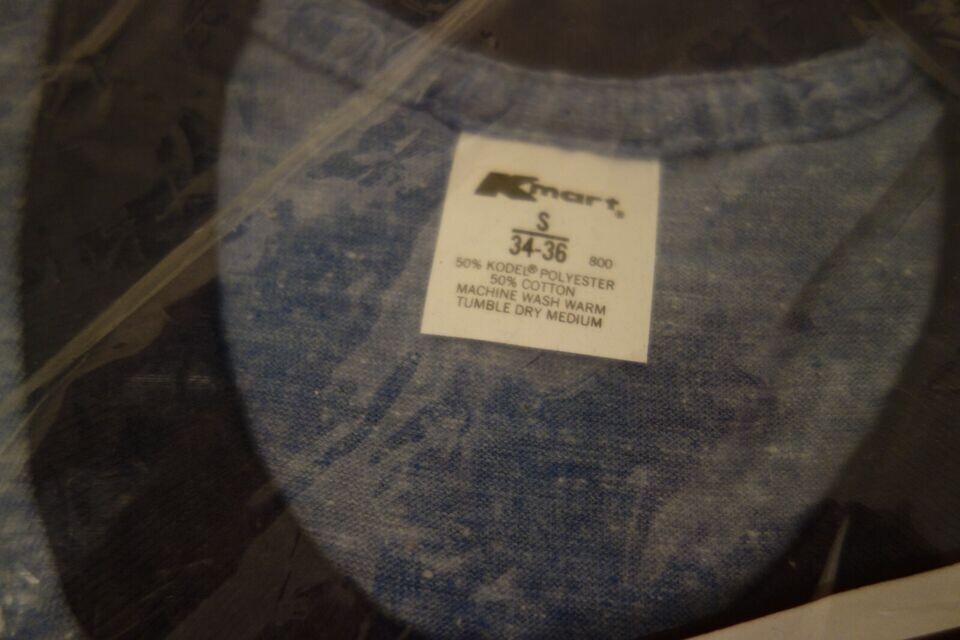 Kmart®
S
34-36 800
50% KODEL® POLYESTER
50% COTTON
MACHINE WASH WARM
TUMBLE DRY MEDIUM